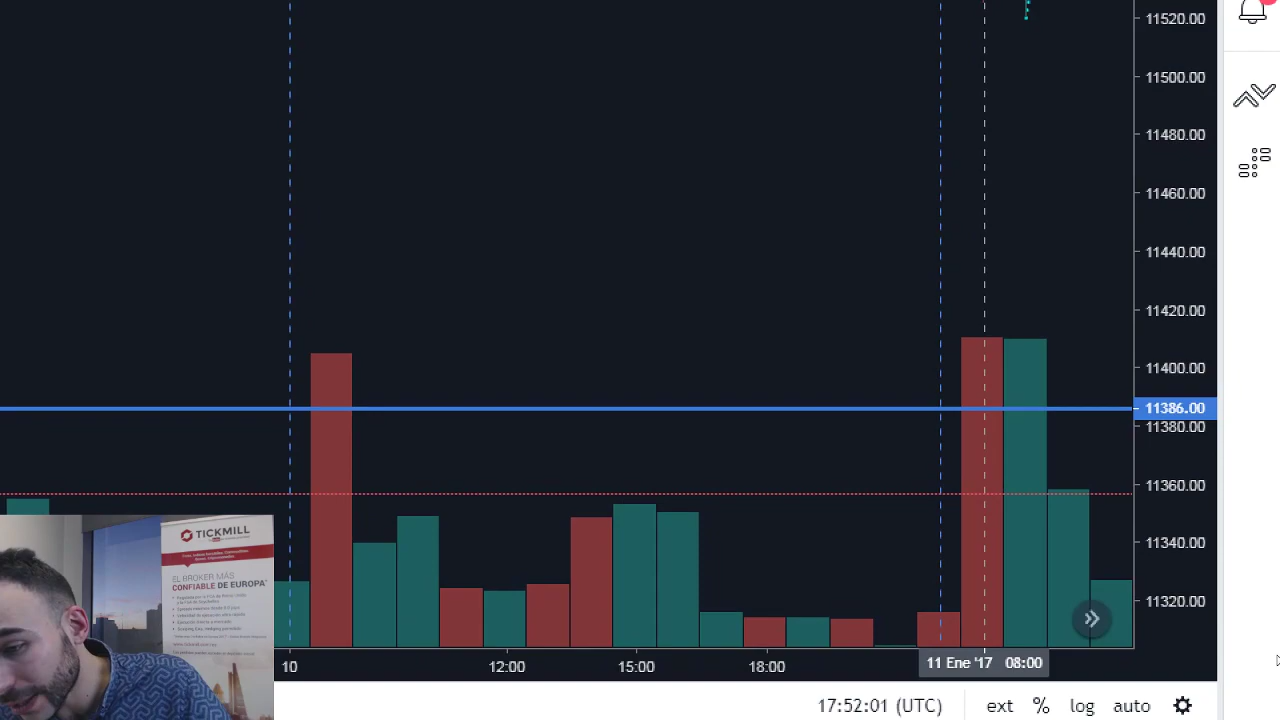 11520.00
11500.00
11480.00
11460.00
11440.00
11420.00
11400.00
11386.00
11380.00
11360.00
11340.00
11320.00
TICKMILL
EL BROKER MÁS
CONFIABLE DE EUROPA*
10
12:00
15:00
18:00
11 Ene '17 08:00
17:52:01 (UTC)
ext
%
log
auto